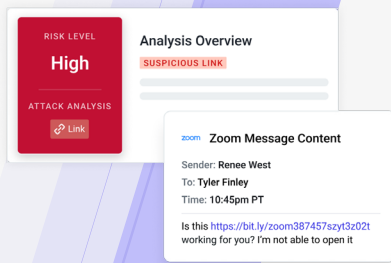 RISK LEVEL
High
ATTACK ANALYSIS
Link
Analysis Overview
SUSPICIOUS LINK
zoom Zoom Message Content
Sender: Renee West
To: Tyler Finley
Time: 10:45pm PT
Is this https://bit.ly/zoom387457szyt3z02t
working for you? I'm not able to open it